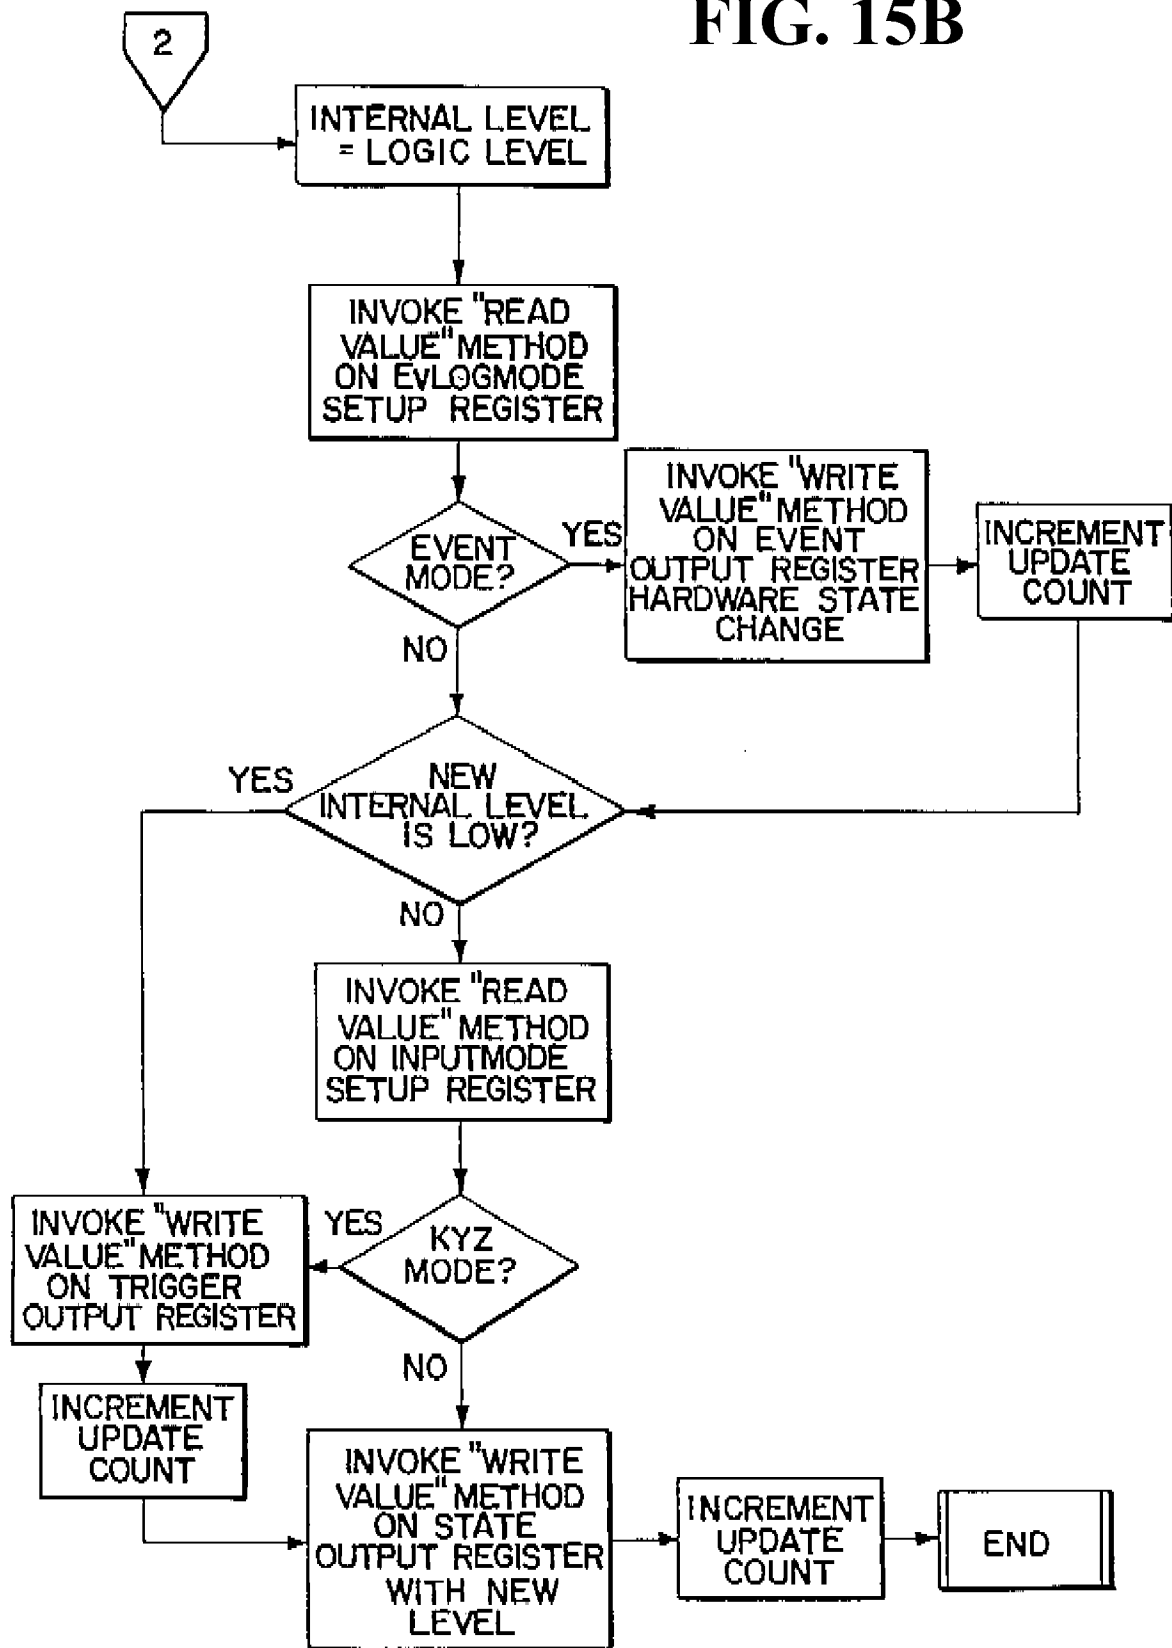 FIG. 15B
2
INTERNAL LEVEL
= LOGIC LEVEL
INVOKE "READ
VALUE" METHOD
ON EvLOGMODE
SETUP REGISTER
EVENT
MODE?
YES
NO
INVOKE "WRITE
VALUE" METHOD
ON EVENT
OUTPUT REGISTER
HARDWARE STATE
CHANGE
INCREMENT
UPDATE
COUNT
NEW
INTERNAL LEVEL
IS LOW?
YES
NO
INVOKE "READ
VALUE" METHOD
ON INPUTMODE
SETUP REGISTER
KYZ
MODE?
YES
NO
INVOKE "WRITE
VALUE" METHOD
ON TRIGGER
OUTPUT REGISTER
INCREMENT
UPDATE
COUNT
INVOKE "WRITE
VALUE" METHOD
ON STATE
OUTPUT REGISTER
WITH NEW
LEVEL
INCREMENT
UPDATE
COUNT
END